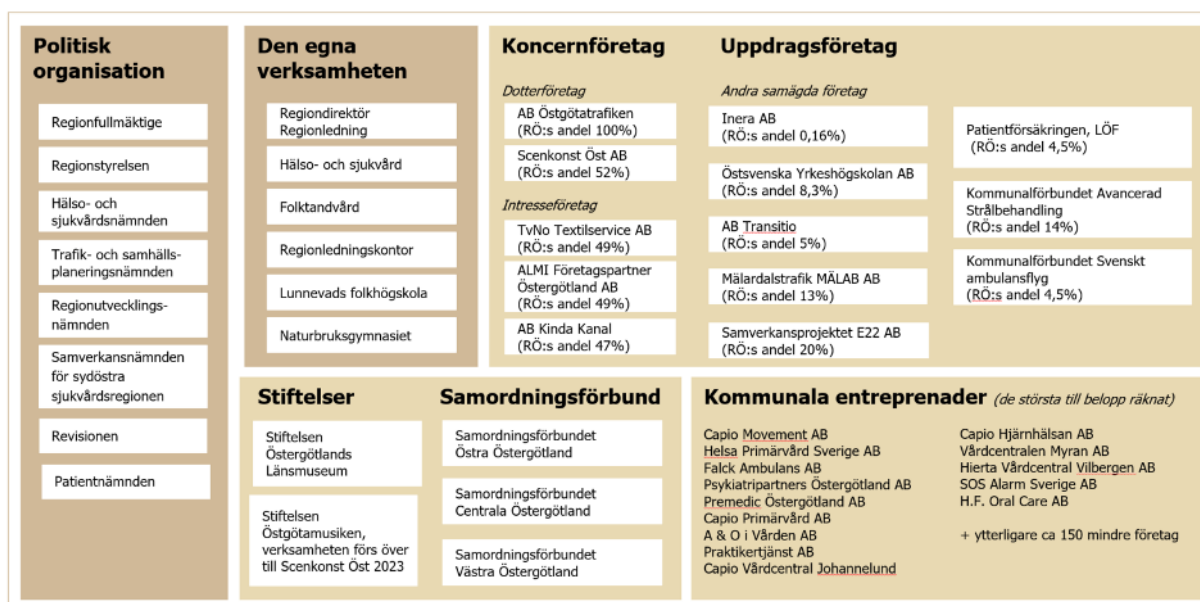 Politisk
organisation
Regionfullmäktige
Regionstyrelsen
Hälso- och
sjukvårdsnämnden
Trafik- och samhälls-
planeringsnämnden
Regionutvecklings-
nämnden
Samverkansnämnden
för sydöstra
sjukvårdsregionen
Revisionen
Patientnämnden
Den egna
verksamheten
Regiondirektör
Regionledning
Hälso- och sjukvård
Folktandvård
Regionledningskontor
Lunnevads folkhögskola
Naturbruksgymnasiet
Koncernföretag
Dotterföretag
AB Östgötatrafiken
(RÖ:s andel 100%)
Scenkonst Öst AB
(RÖ:s andel 52%)
Intresseföretag
TvNo Textilservice AB
(RÖ:s andel 49%)
ALMI Företagspartner
Östergötland AB
(RÖ:s andel 49%)
AB Kinda Kanal
(RÖ:s andel 47%)
Uppdragsföretag
Andra samägda företag
Inera AB
(RÖ:s andel 0,16%)
Östsvenska Yrkeshögskolan AB
(RÖ:s andel 8,3%)
AB Transitio
(RÖ:s andel 5%)
Mälardalstrafik MÄLAB AB
(RÖ:s andel 13%)
Samverkansprojektet E22 AB
(RÖ:s andel 20%)
Patientförsäkringen, LÖF
(RÖ:s andel 4,5%)
Kommunalförbundet Avancerad
Strålbehandling
(RÖ:s andel 14%)
Kommunalförbundet Svenskt
ambulansflyg
(RÖ:s andel 4,5%)
Stiftelser
Stiftelsen
Östergötlands
Länsmuseum
Stiftelsen
Östgötamusiken,
verksamheten förs över
till Scenkonst Öst 2023
Samordningsförbund
Samordningsförbundet
Östra Östergötland
Samordningsförbundet
Centrala Östergötland
Samordningsförbundet
Västra Östergötland
Kommunala entreprenader (de största till belopp räknat)
Capio Movement AB
Helsa Primärvård Sverige AB
Falck Ambulans AB
Psykiatripartners Östergötland AB
Premedic Östergötland AB
Capio Primärvård AB
A & O i Vården AB
Praktikertjänst AB
Capio Vårdcentral Johannelund
Capio Hjärnhälsan AB
Vårdcentralen Myran AB
Hierta Vårdcentral Vilbergen AB
SOS Alarm Sverige AB
H.F. Oral Care AB
+ ytterligare ca 150 mindre företag